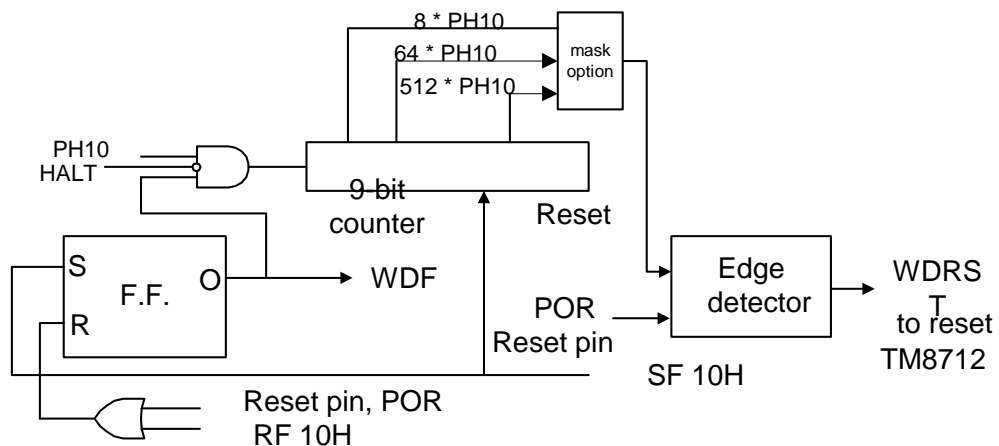 8 * PH10
64 * PH10
512 * PH10
mask
option
PH10
HALT
9-bit
counter
Reset
S
F.F.
O
R
WDF
POR
Reset pin
Edge
detector
WDRS
T
to reset
TM8712
SF 10H
Reset pin, POR
RF 10H